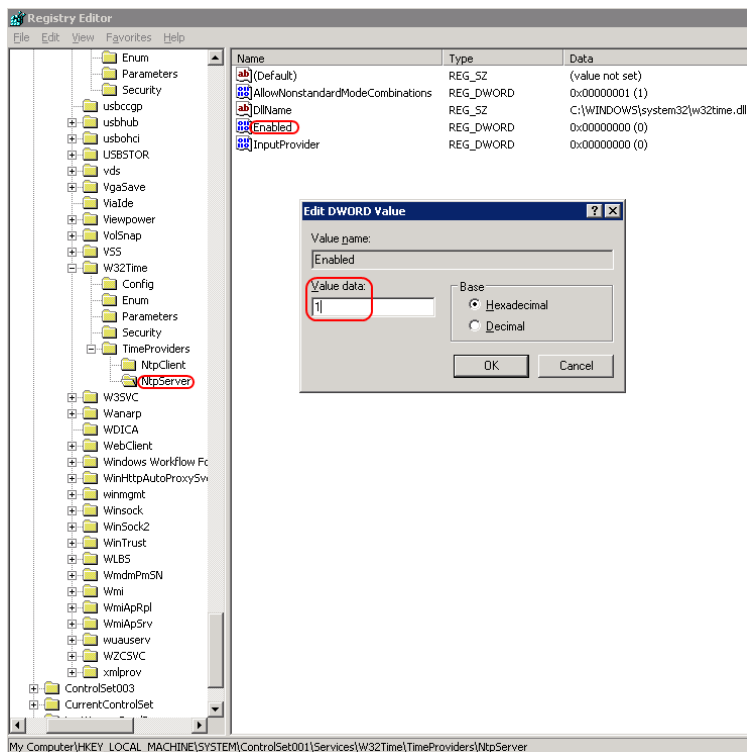 Registry Editor
File Edit View Favorites Help
Enum
Parameters
Security
usbccgp
usbhub
usbohci
USBSTOR
vds
VgaSave
ViaIde
Viewpower
VolSnap
VSS
W32Time
Config
Enum
Parameters
Security
TimeProviders
NtpClient
NtpServer
W3SVC
Wanarp
WDICA
WebClient
Windows Workflow Fo
WinHttpAutoProxySv
winmgmt
Winsock
WinSock2
WinTrust
WLBS
WmdmPmSN
Wmi
WmiApRpl
WmiApSrv
wuauserv
WZCSVC
xmlprov
ControlSet003
CurrentControlSet
Name Type Data
(Default) REG_SZ (value not set)
AllowNonstandardModeCombinations REG_DWORD 0x00000001 (1)
DllName REG_SZ C:\WINDOWS\system32\w32time.dll
Enabled REG_DWORD 0x00000000 (0)
InputProvider REG_DWORD 0x00000000 (0)
Edit DWORD Value
Value name:
Enabled
Value data:
1
Base
Hexadecimal
Decimal
OK Cancel
My Computer\HKEY_LOCAL_MACHINE\SYSTEM\ControlSet001\Services\W32Time\TimeProviders\NtpServer